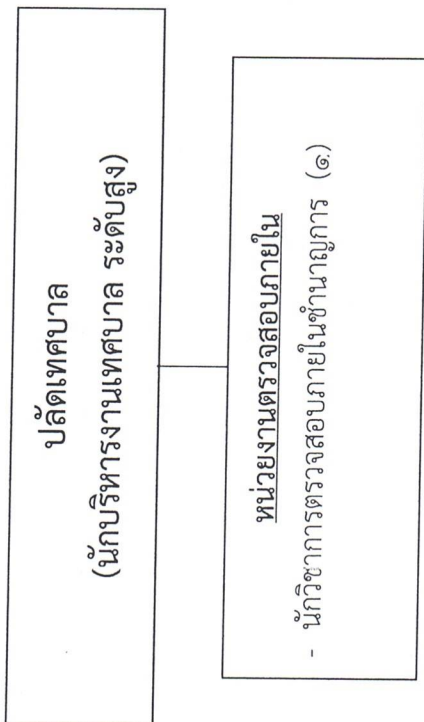 ปลัดเทศบาล
(นักบริหารงานเทศบาล ระดับสูง)
หน่วยงานตรวจสอบภายใน
- นักวิชาการตรวจสอบภายในชำนาญการ (๑)